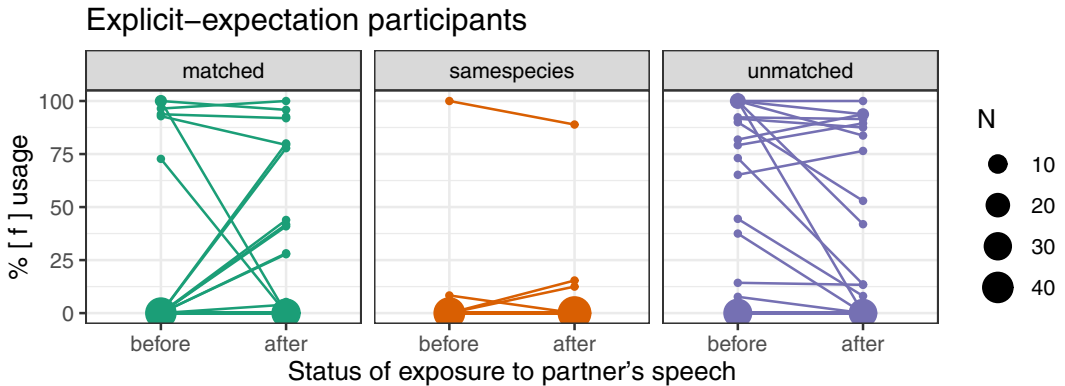 Explicit−expectation participants
matched samespecies unmatched
100
75
50
25
0
% [ f ] usage
before after before after before after
Status of exposure to partner's speech
N
10
20
30
40